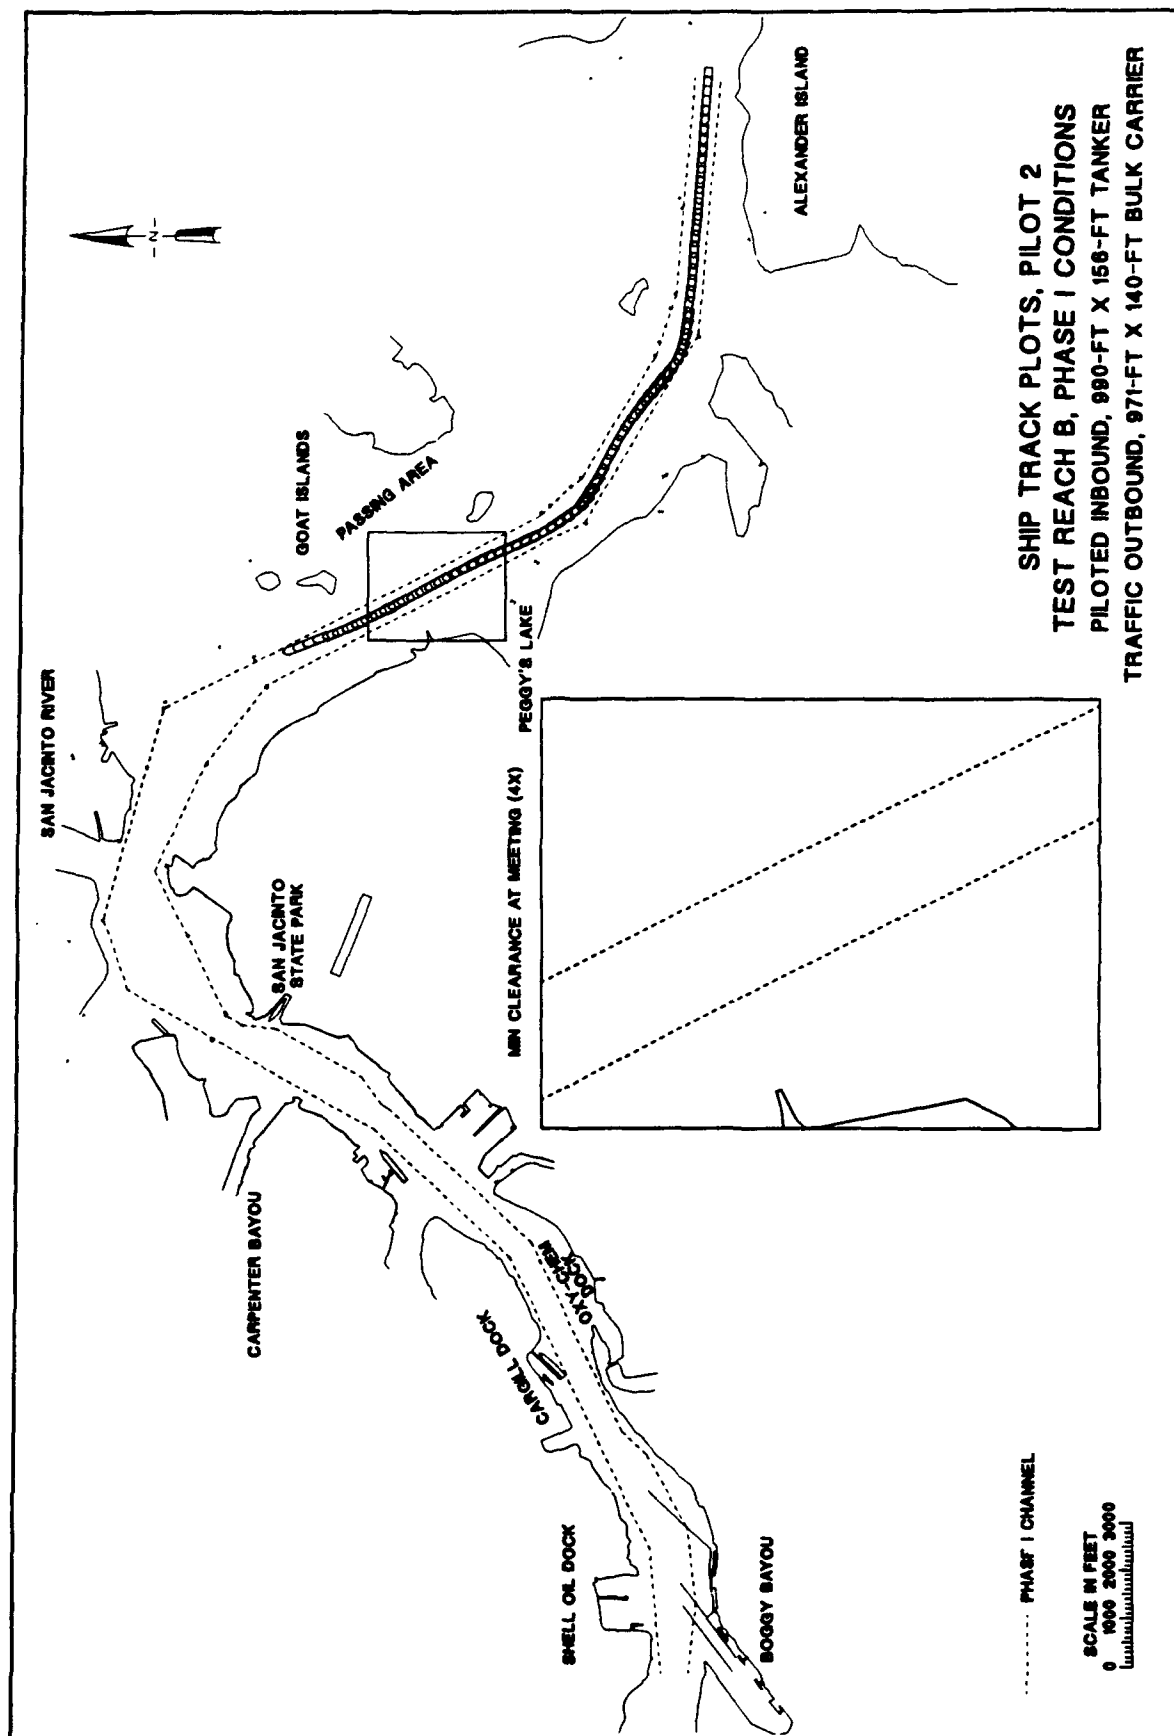 SAN JACINTO RIVER
-N-
GOAT ISLANDS
PASSING AREA
ALEXANDER ISLAND
SAN JACINTO
STATE PARK
PEGGY'S LAKE
CARPENTER BAYOU
MIN CLEARANCE AT MEETING (4X)
CARGILL DOCK
OXY-CHEM
DOCK
SHELL OIL DOCK
BOGGY BAYOU
PHASE I CHANNEL
SCALE IN FEET
0 1000 2000 3000
SHIP TRACK PLOTS, PILOT 2
TEST REACH B, PHASE I CONDITIONS
PILOTED INBOUND, 990-FT X 156-FT TANKER
TRAFFIC OUTBOUND, 971-FT X 140-FT BULK CARRIER